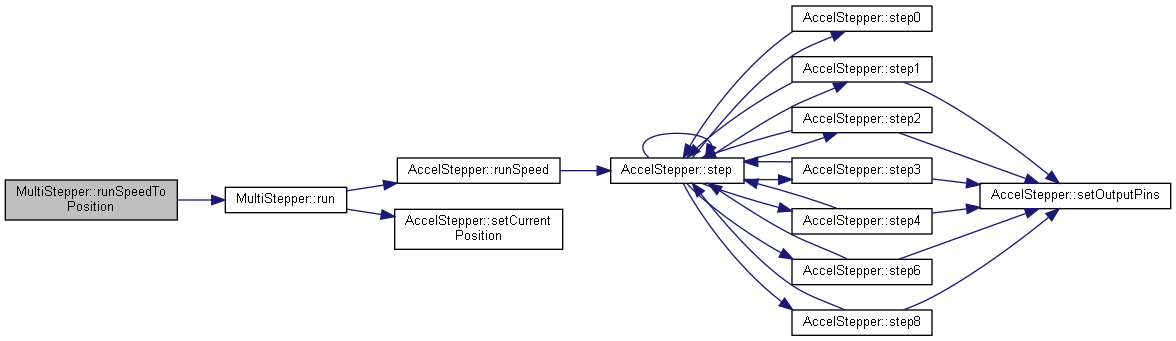 MultiStepper::runSpeedTo
Position
MultiStepper::run
AccelStepper::runSpeed
AccelStepper::setCurrent
Position
AccelStepper::step
AccelStepper::step0
AccelStepper::step1
AccelStepper::step2
AccelStepper::step3
AccelStepper::step4
AccelStepper::step6
AccelStepper::step8
AccelStepper::setOutputPins